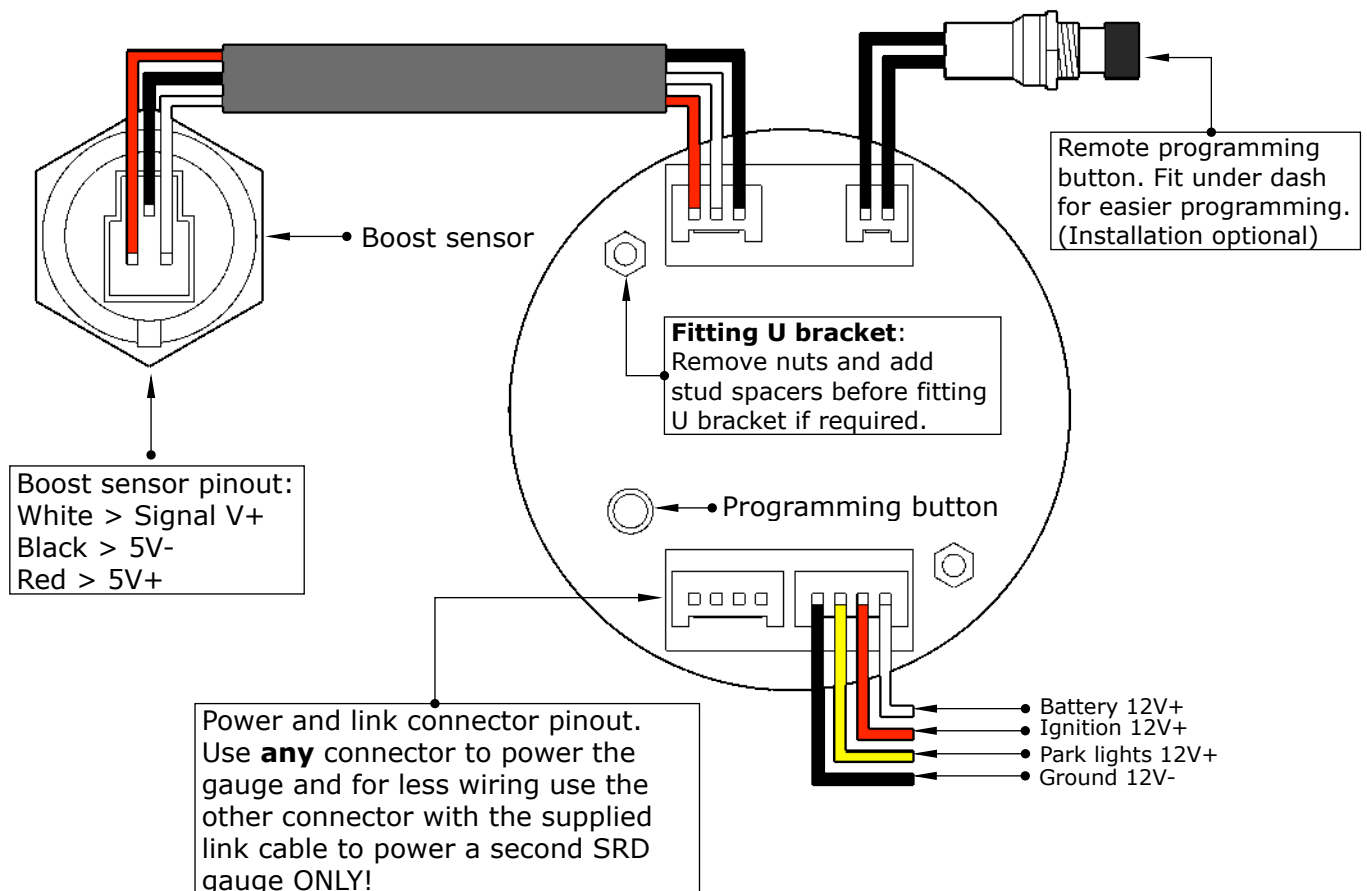 Remote programming
button. Fit under dash
for easier programming.
(Installation optional)
Boost sensor
Fitting U bracket:
Remove nuts and add
stud spacers before fitting
U bracket if required.
Boost sensor pinout:
White > Signal V+
Black > 5V-
Red > 5V+
Programming button
Power and link connector pinout.
Use any connector to power the
gauge and for less wiring use the
other connector with the supplied
link cable to power a second SRD
gauge ONLY!
Battery 12V+
Ignition 12V+
Park lights 12V+
Ground 12V-